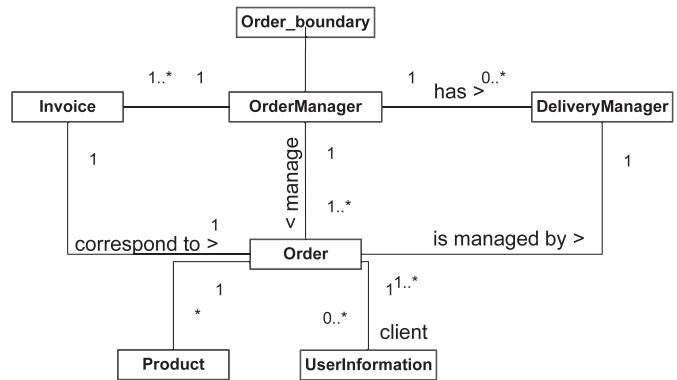 Order_boundary
1..* 1 1 0..*
has >
Invoice OrderManager DeliveryManager
1 1 1
< manage
1..*
1
correspond to > is managed by >
Order
1 1 1..*
* 0..*
client
Product UserInformation